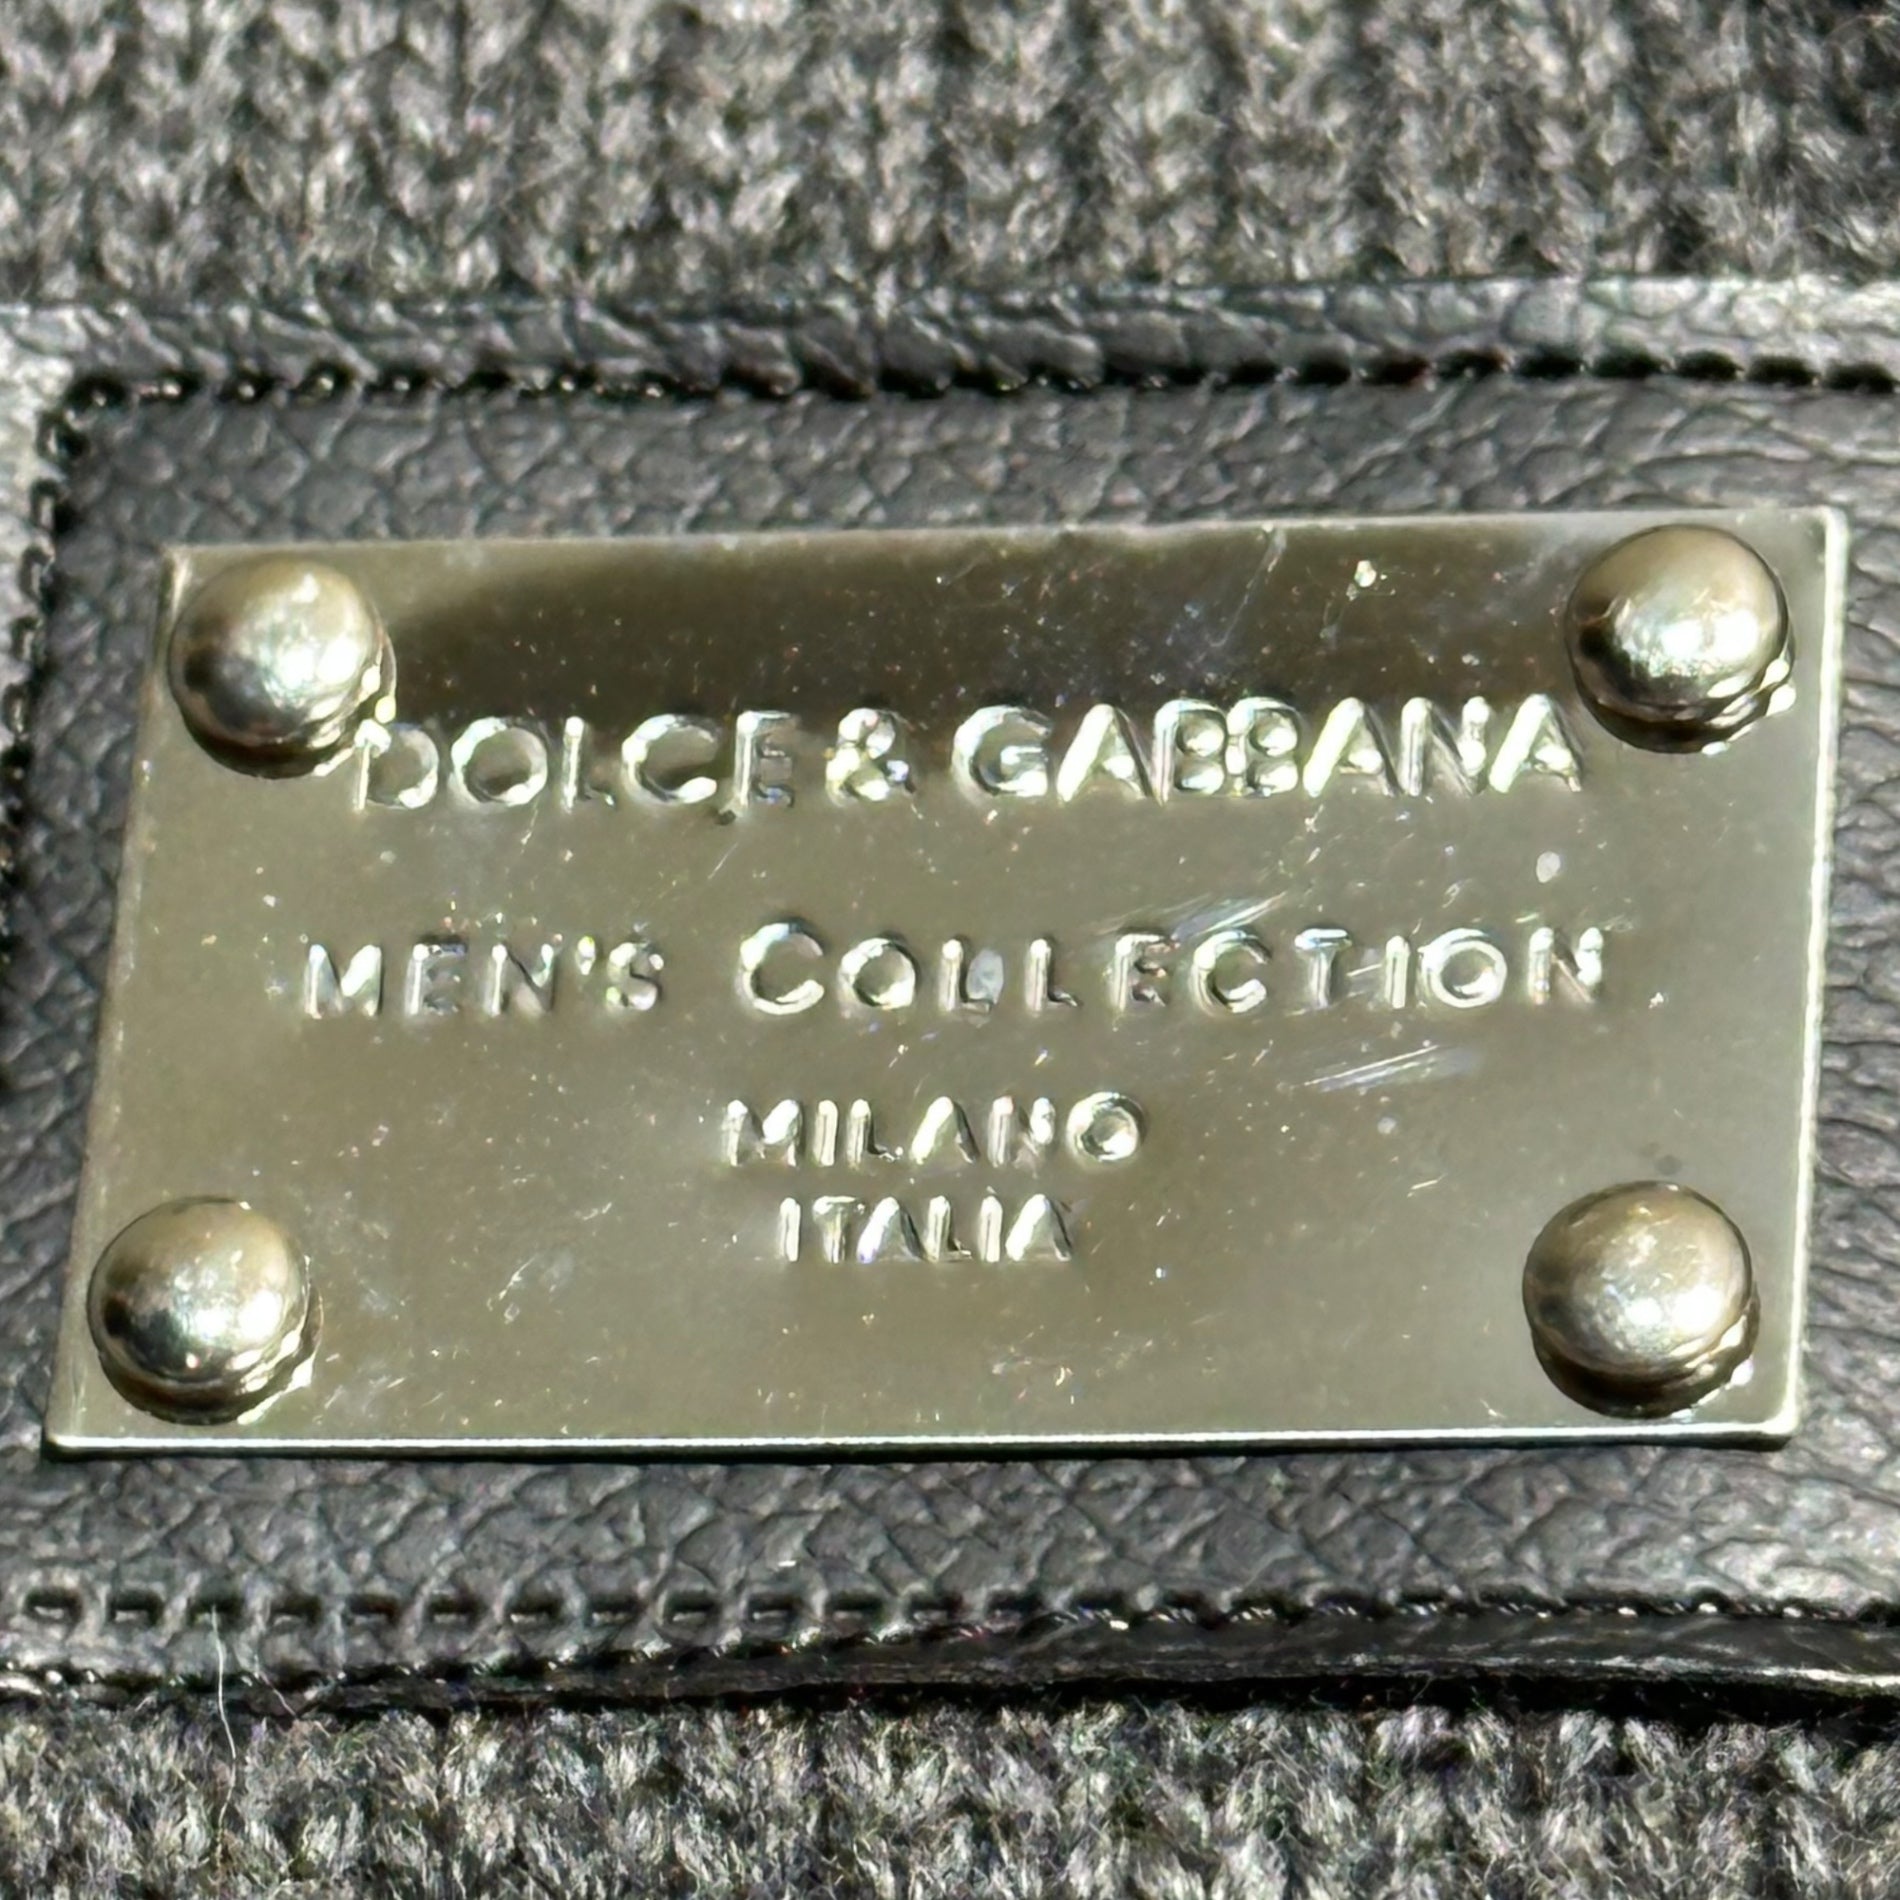 DOLCE & GABBANA
MEN'S COLLECTION
MILANO
ITALIA